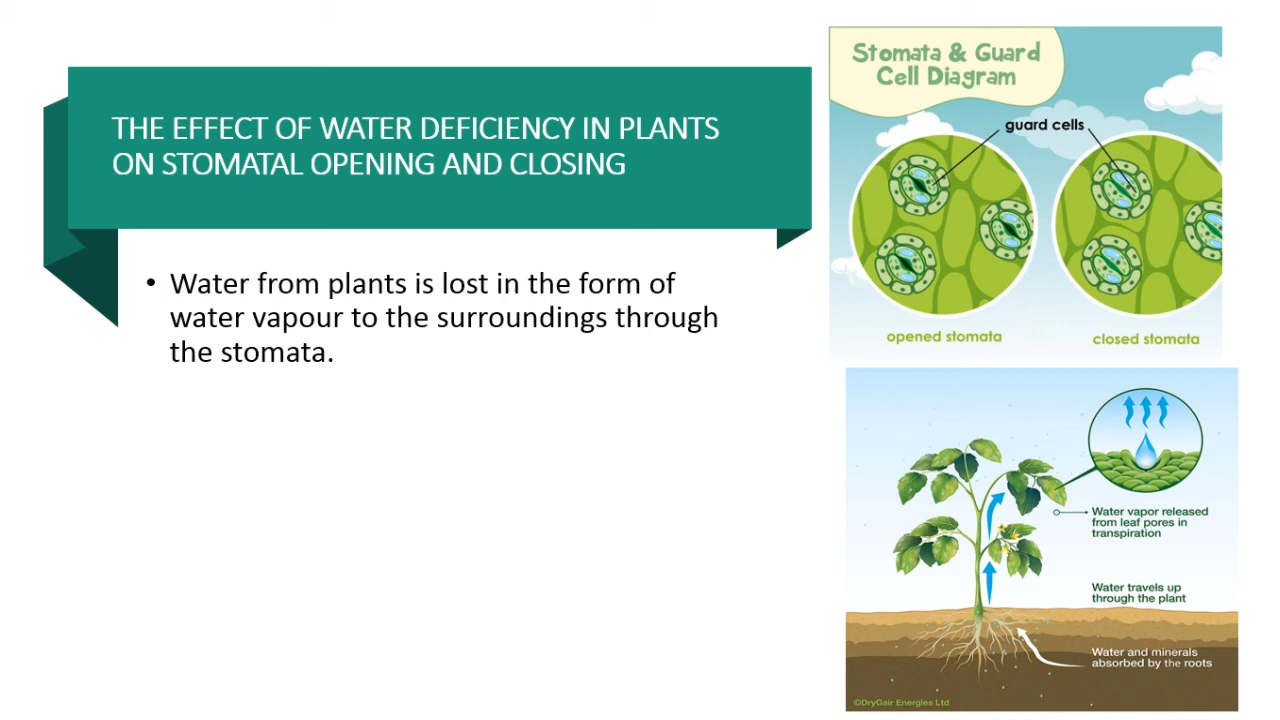 THE EFFECT OF WATER DEFICIENCY IN PLANTS
ON STOMATAL OPENING AND CLOSING
• Water from plants is lost in the form of
water vapour to the surroundings through
the stomata.
Stomata & Guard
Cell Diagram
guard cells
opened stomata
closed stomata
Water vapor released
from leaf pores in
transpiration
Water travels up
through the plant
Water and minerals
absorbed by the roots
©DryGair Energies Ltd